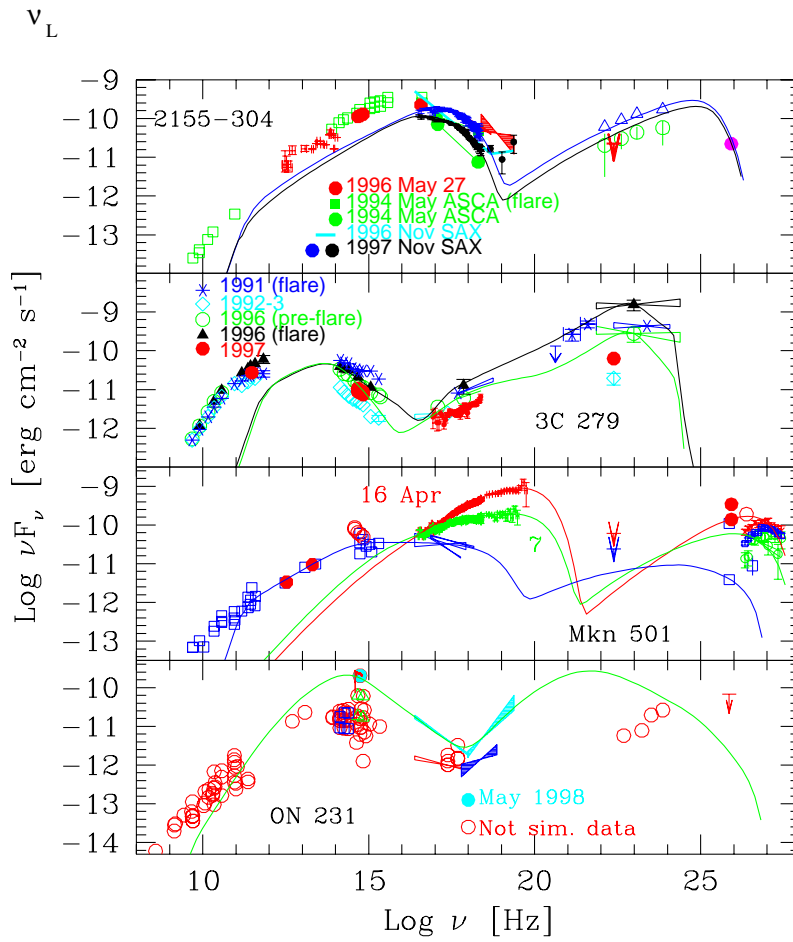 ν_L
Log νF_ν [erg cm⁻² s⁻¹]
−9
−10
−11
−12
−13
2155−304
1996 May 27
1994 May ASCA (flare)
1994 May ASCA
1996 Nov SAX
1997 Nov SAX
−9
−10
−11
−12
1991 (flare)
1992-3
1996 (pre-flare)
1996 (flare)
1997
3C 279
−9
−10
−11
−12
−13
16 Apr
7
Mkn 501
−10
−11
−12
−13
−14
ON 231
May 1998
Not sim. data
10 15 20 25
Log ν [Hz]